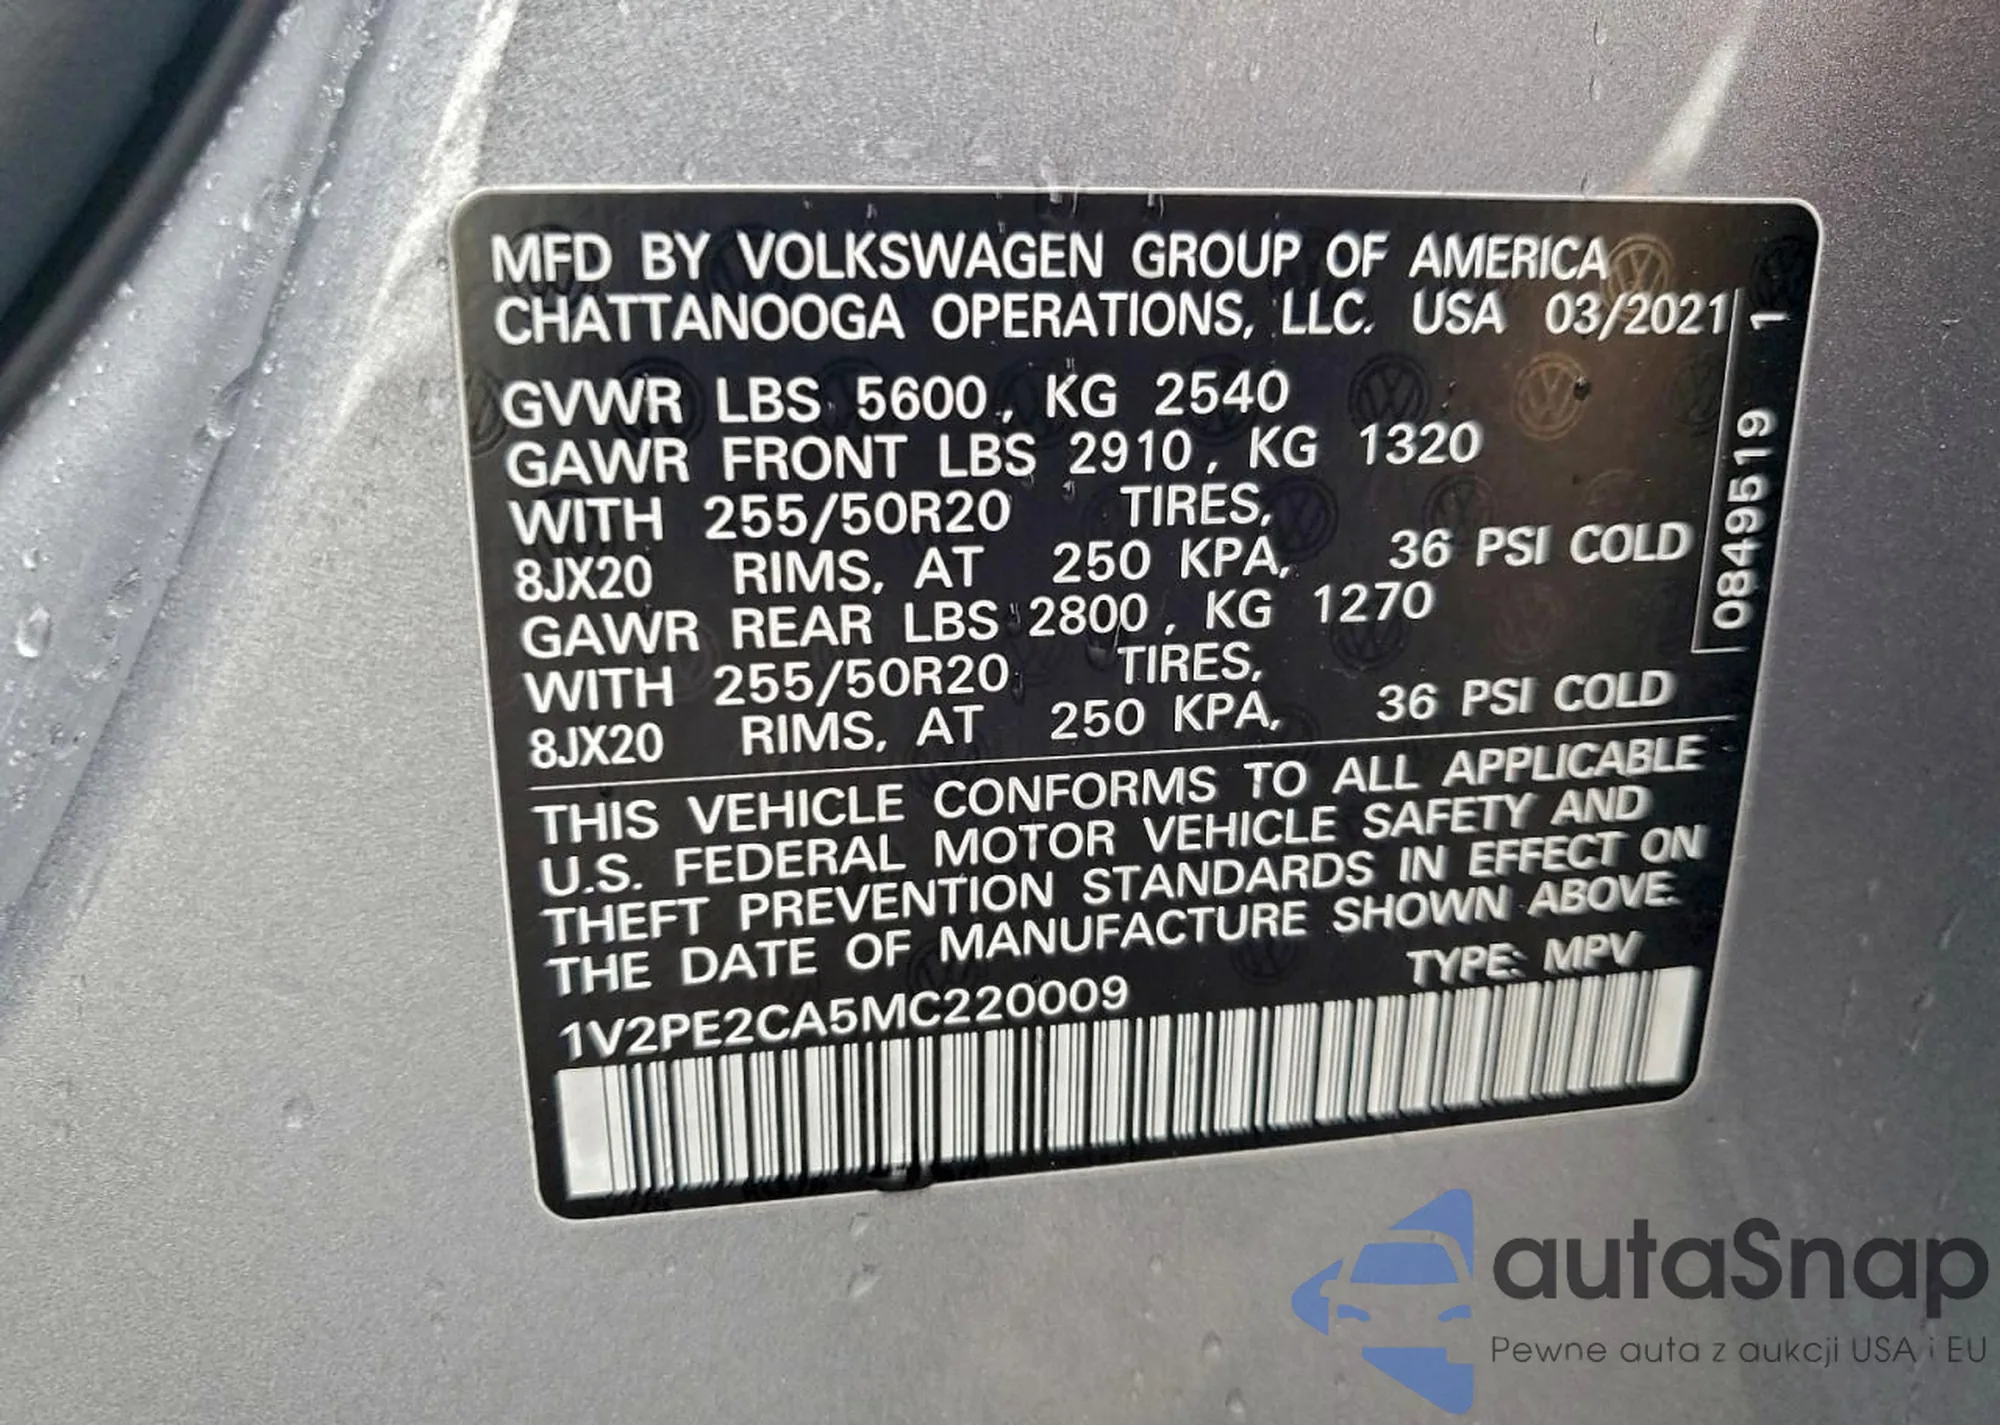 MFD BY VOLKSWAGEN GROUP OF AMERICA
CHATTANOOGA OPERATIONS, LLC. USA 03/2021
GVWR LBS 5600, KG 2540
GAWR FRONT LBS 2910, KG 1320
WITH 255/50R20 TIRES,
8JX20 RIMS, AT 250 KPA, 36 PSI COLD
GAWR REAR LBS 2800, KG 1270
WITH 255/50R20 TIRES,
8JX20 RIMS, AT 250 KPA, 36 PSI COLD
0849519 1
THIS VEHICLE CONFORMS TO ALL APPLICABLE
U.S. FEDERAL MOTOR VEHICLE SAFETY AND
THEFT PREVENTION STANDARDS IN EFFECT ON
THE DATE OF MANUFACTURE SHOWN ABOVE.
1V2PE2CA5MC220009 TYPE: MPV
autaSnap
Pewne auta z aukcji USA i EU